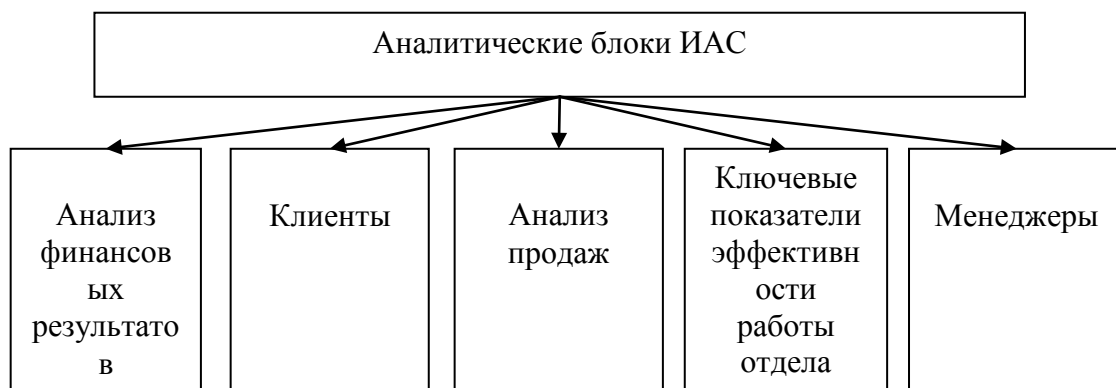 Аналитические блоки ИАС
Анализ
финансов
ых
результато
в
Клиенты
Анализ
продаж
Ключевые
показатели
эффективн
ости
работы
отдела
Менеджеры